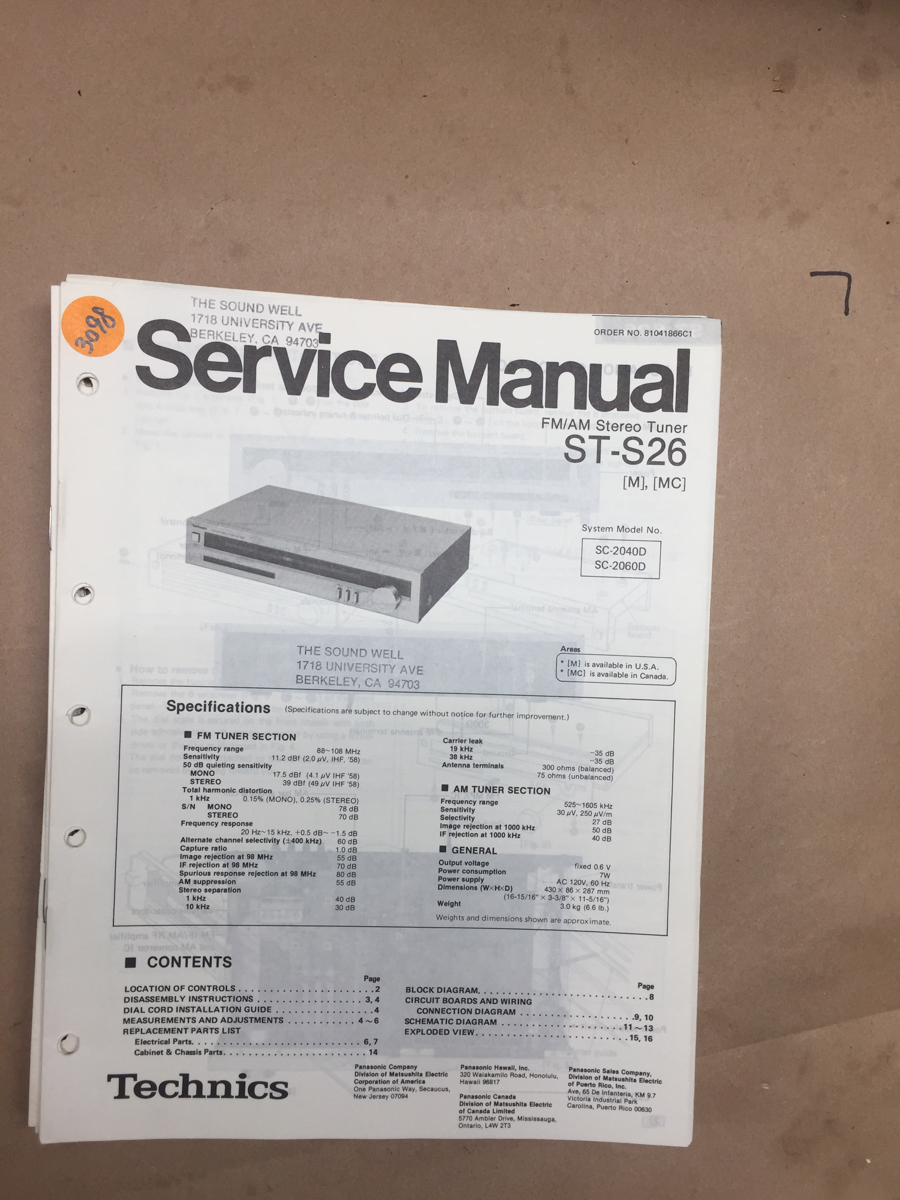 3098
THE SOUND WELL
1718 UNIVERSITY AVE
BERKELEY, CA 94703
ORDER NO. 81041866C1
Service Manual
FM/AM Stereo Tuner
ST-S26
[M], [MC]
System Model No.
SC-2040D
SC-2060D
THE SOUND WELL
1718 UNIVERSITY AVE
BERKELEY, CA 94703
Areas
* [M] is available in U.S.A.
* [MC] is available in Canada.
Specifications (Specifications are subject to change without notice for further improvement.)
■ FM TUNER SECTION
Frequency range 88~108 MHz
Sensitivity 11.2 dBf (2.0 µV, IHF, '58)
50 dB quieting sensitivity
MONO 17.5 dBf (4.1 µV IHF '58)
STEREO 39 dBf (49 µV IHF '58)
Total harmonic distortion
1 kHz 0.15% (MONO), 0.25% (STEREO)
S/N MONO 78 dB
STEREO 70 dB
Frequency response
20 Hz~15 kHz, +0.5 dB~ −1.5 dB
Alternate channel selectivity (±400 kHz) 60 dB
Capture ratio 1.0 dB
Image rejection at 98 MHz 55 dB
IF rejection at 98 MHz 70 dB
Spurious response rejection at 98 MHz 80 dB
AM suppression 55 dB
Stereo separation
1 kHz 40 dB
10 kHz 30 dB
Carrier leak
19 kHz −35 dB
38 kHz −35 dB
Antenna terminals 300 ohms (balanced)
75 ohms (unbalanced)
■ AM TUNER SECTION
Frequency range 525~1605 kHz
Sensitivity 30 µV, 250 µV/m
Selectivity 27 dB
Image rejection at 1000 kHz 50 dB
IF rejection at 1000 kHz 40 dB
■ GENERAL
Output voltage fixed 0.6 V
Power consumption 7W
Power supply AC 120V, 60 Hz
Dimensions (W×H×D) 430 × 86 × 287 mm
(16-15/16" × 3-3/8" × 11-5/16")
Weight 3.0 kg (6.6 lb.)
Weights and dimensions shown are approximate.
■ CONTENTS
Page
LOCATION OF CONTROLS . . . . . . . . . . . . . . . . . . . . 2
DISASSEMBLY INSTRUCTIONS . . . . . . . . . . . . . . . . 3, 4
DIAL CORD INSTALLATION GUIDE . . . . . . . . . . . . . . . 4
MEASUREMENTS AND ADJUSTMENTS . . . . . . . . . . 4~6
REPLACEMENT PARTS LIST
Electrical Parts. . . . . . . . . . . . . . . . . . . . . . . . . 6, 7
Cabinet & Chassis Parts. . . . . . . . . . . . . . . . . . . . . 14
Page
BLOCK DIAGRAM. . . . . . . . . . . . . . . . . . . . . . . . . 8
CIRCUIT BOARDS AND WIRING
CONNECTION DIAGRAM . . . . . . . . . . . . . . . . . .9, 10
SCHEMATIC DIAGRAM . . . . . . . . . . . . . . . . . . 11~13
EXPLODED VIEW. . . . . . . . . . . . . . . . . . . . . . .15, 16
Technics
Panasonic Company
Division of Matsushita Electric
Corporation of America
One Panasonic Way, Secaucus,
New Jersey 07094
Panasonic Hawaii, Inc.
320 Waiakamilo Road, Honolulu,
Hawaii 96817
Panasonic Canada
Division of Matsushita Electric
of Canada Limited
5770 Ambler Drive, Mississauga,
Ontario, L4W 2T3
Panasonic Sales Company,
Division of Matsushita Electric
of Puerto Rico, Inc.
Ave, 65 De Infanteria, KM 9.7
Victoria Industrial Park
Carolina, Puerto Rico 00630